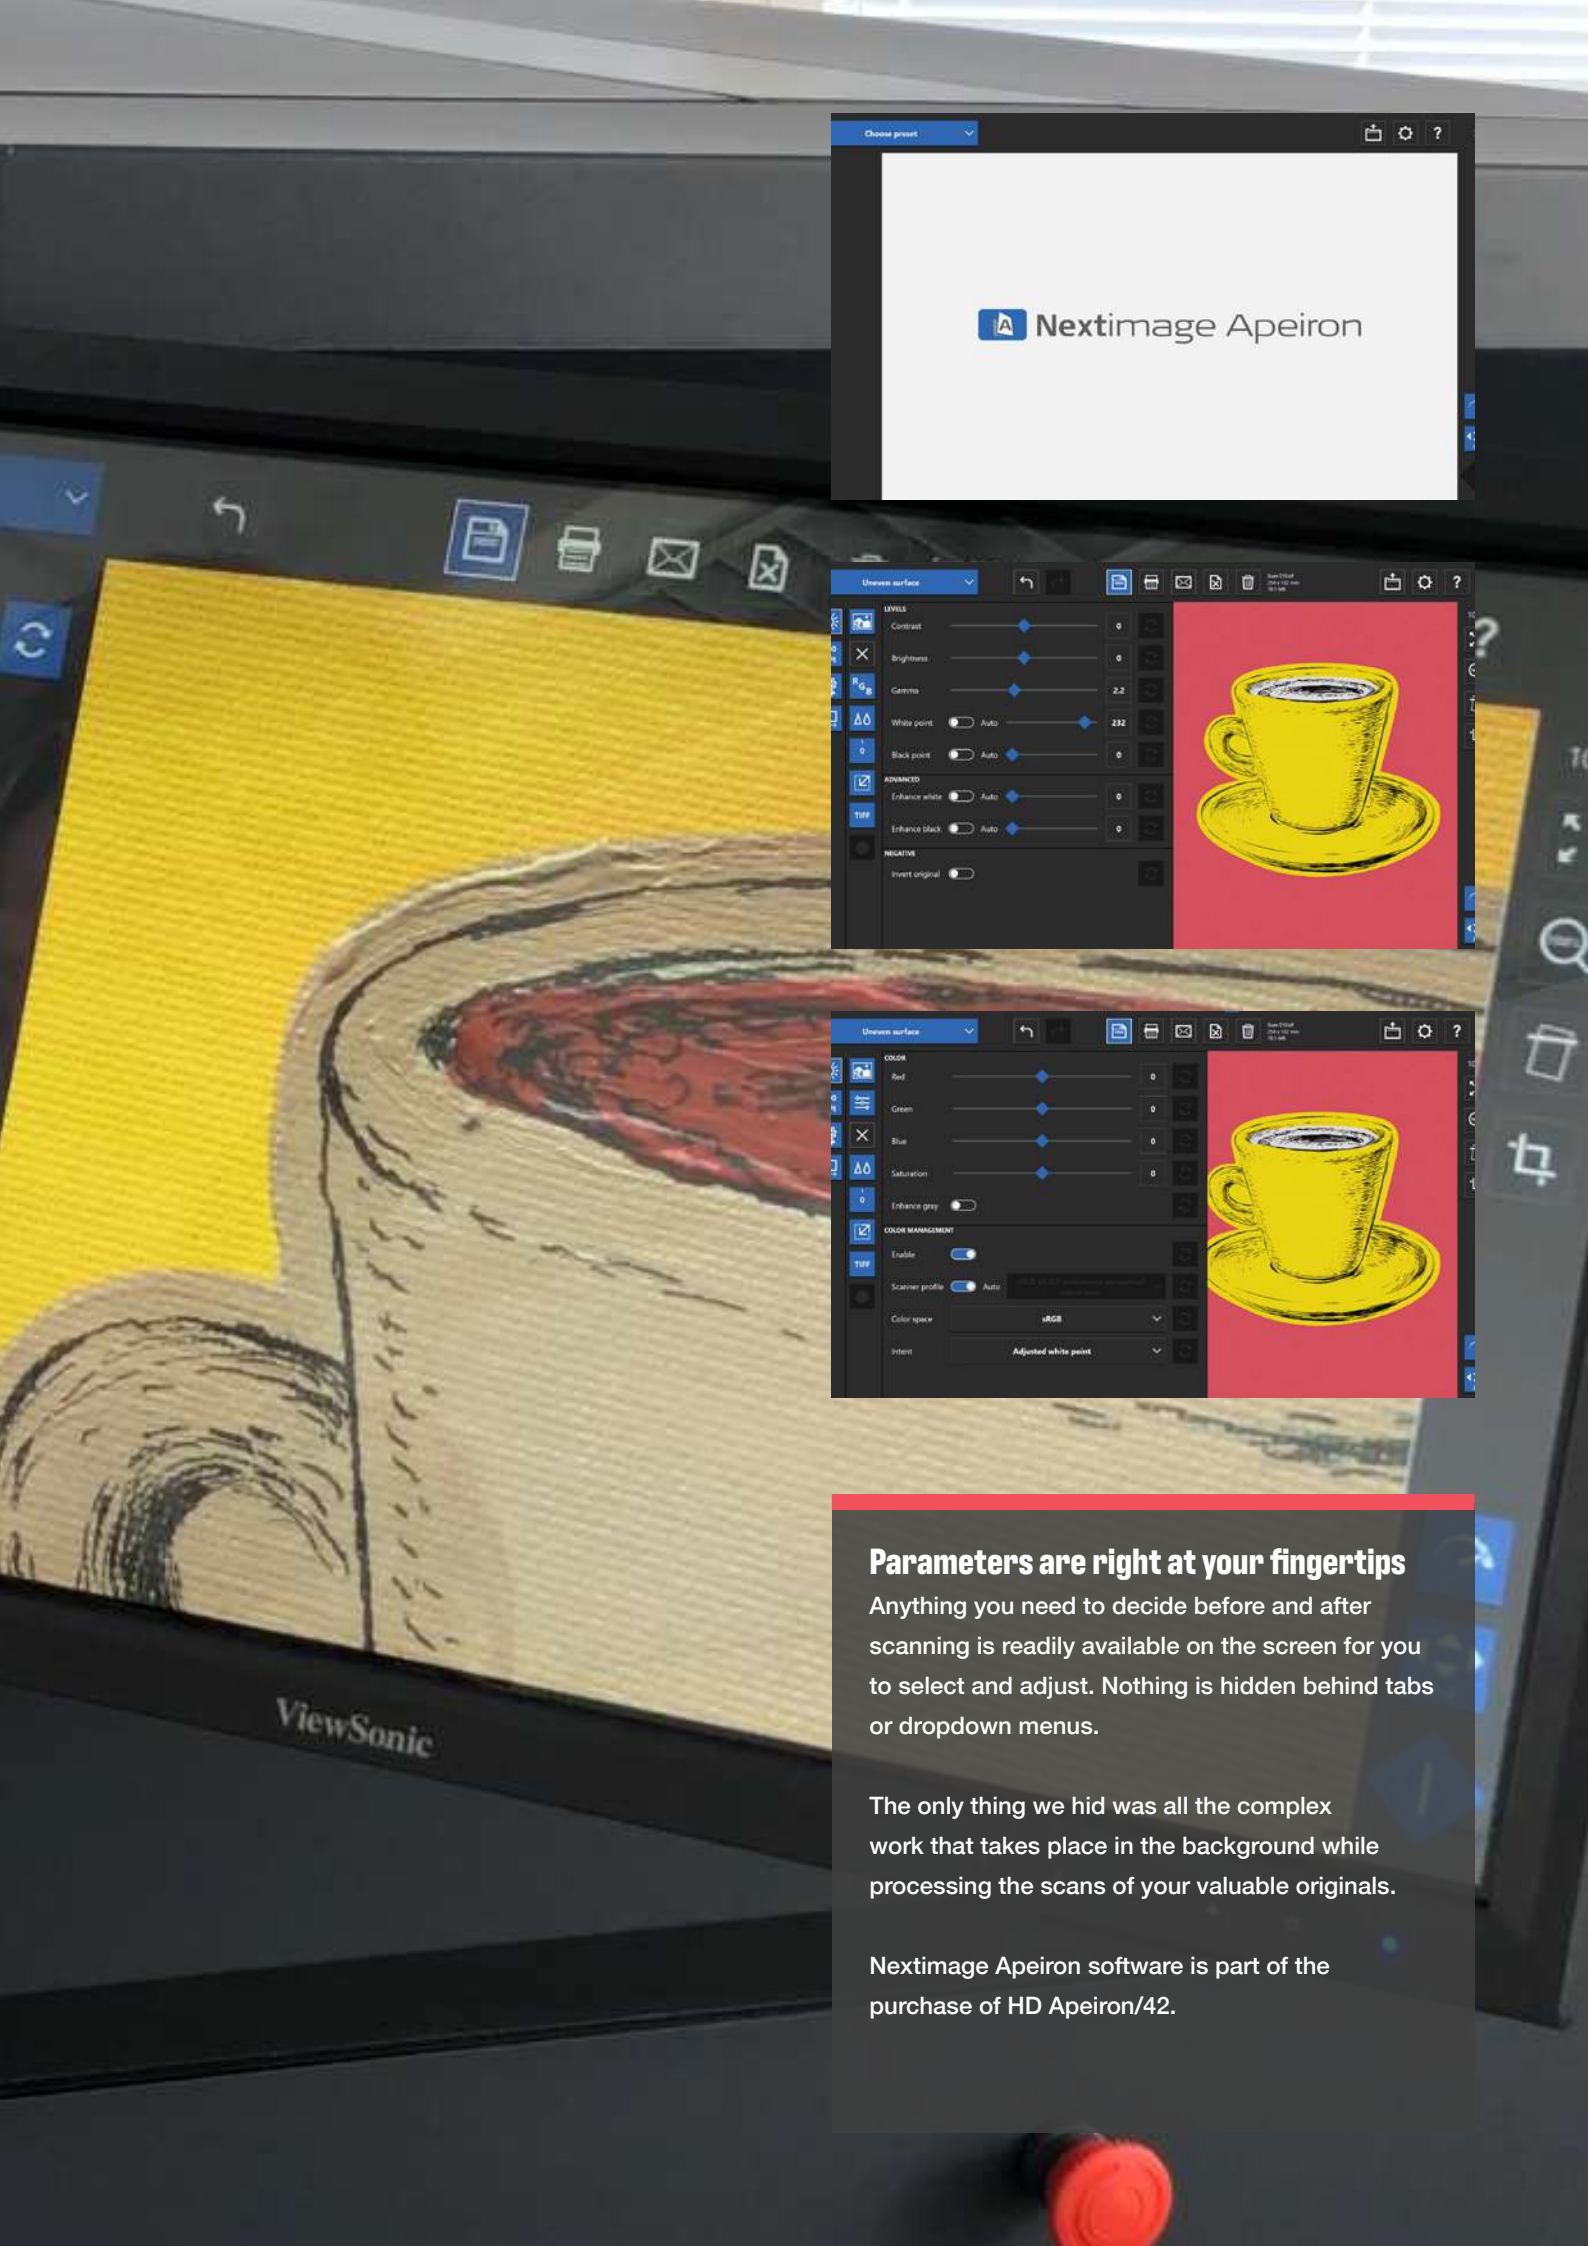 Choose preset
?
A
Nextimage Apeiron
Uneven surface
?
LEVELS
Contrast
0
Brightness
0
R
G
B
Gamma
2.2
White point
Auto
232
1
0
Black point
Auto
0
ADVANCED
Enhance white
Auto
0
TIFF
Enhance black
Auto
0
NEGATIVE
Invert original
?
Uneven surface
?
COLOR
Red
0
Green
0
Blue
0
Saturation
0
1
0
Enhance gray
COLOR MANAGEMENT
Enable
TIFF
Scanner profile
Auto
Color space
sRGB
Intent
Adjusted white point
ViewSonic
Parameters are right at your fingertips
Anything you need to decide before and after
scanning is readily available on the screen for you
to select and adjust. Nothing is hidden behind tabs
or dropdown menus.
The only thing we hid was all the complex
work that takes place in the background while
processing the scans of your valuable originals.
Nextimage Apeiron software is part of the
purchase of HD Apeiron/42.